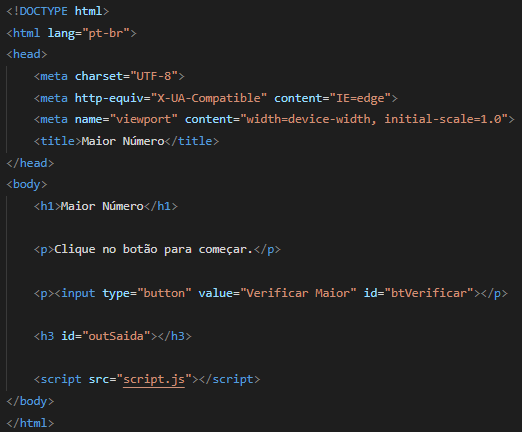 <!DOCTYPE html>
<html lang="pt-br">
<head>
    <meta charset="UTF-8">
    <meta http-equiv="X-UA-Compatible" content="IE=edge">
    <meta name="viewport" content="width=device-width, initial-scale=1.0">
    <title>Maior Número</title>
</head>
<body>
    <h1>Maior Número</h1>

    <p>Clique no botão para começar.</p>

    <p><input type="button" value="Verificar Maior" id="btVerificar"></p>

    <h3 id="outSaida"></h3>

    <script src="script.js"></script>
</body>
</html>